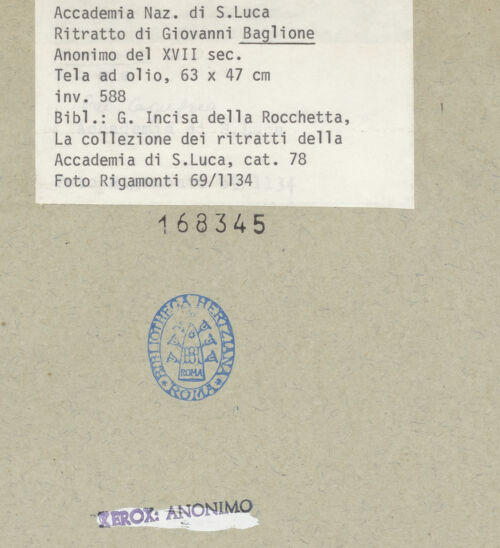 Accademia Naz. di S.Luca
Ritratto di Giovanni Baglione
Anonimo del XVII sec.
Tela ad olio, 63 x 47 cm
inv. 588
Bibl.: G. Incisa della Rocchetta,
La collezione dei ritratti della
Accademia di S.Luca, cat. 78
Foto Rigamonti 69/1134
168345
BIBLIOTHECA HERTZIANA
ROMA
ROMA
XEROX: ANONIMO